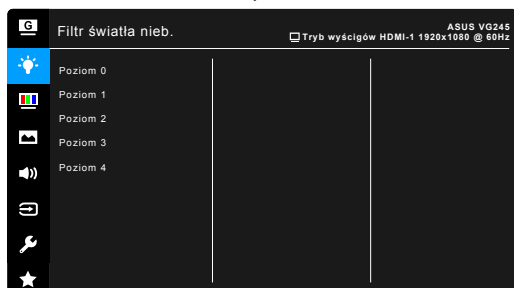 G
Filtr światła nieb.
ASUS VG245
Tryb wyścigów HDMI-1 1920x1080 @ 60Hz
Poziom 0
Poziom 1
Poziom 2
Poziom 3
Poziom 4